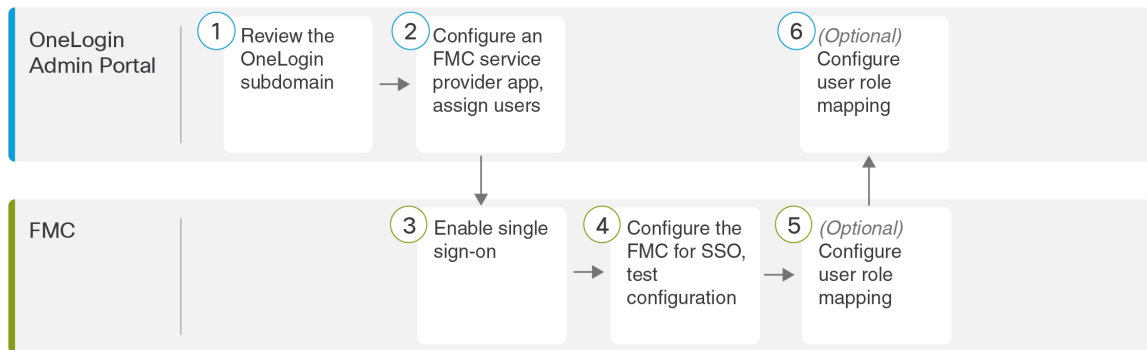 OneLogin
Admin Portal
1
Review the
OneLogin
subdomain
2
Configure an
FMC service
provider app,
assign users
6
(Optional)
Configure
user role
mapping
FMC
3
Enable single
sign-on
4
Configure the
FMC for SSO,
test
configuration
5
(Optional)
Configure
user role
mapping